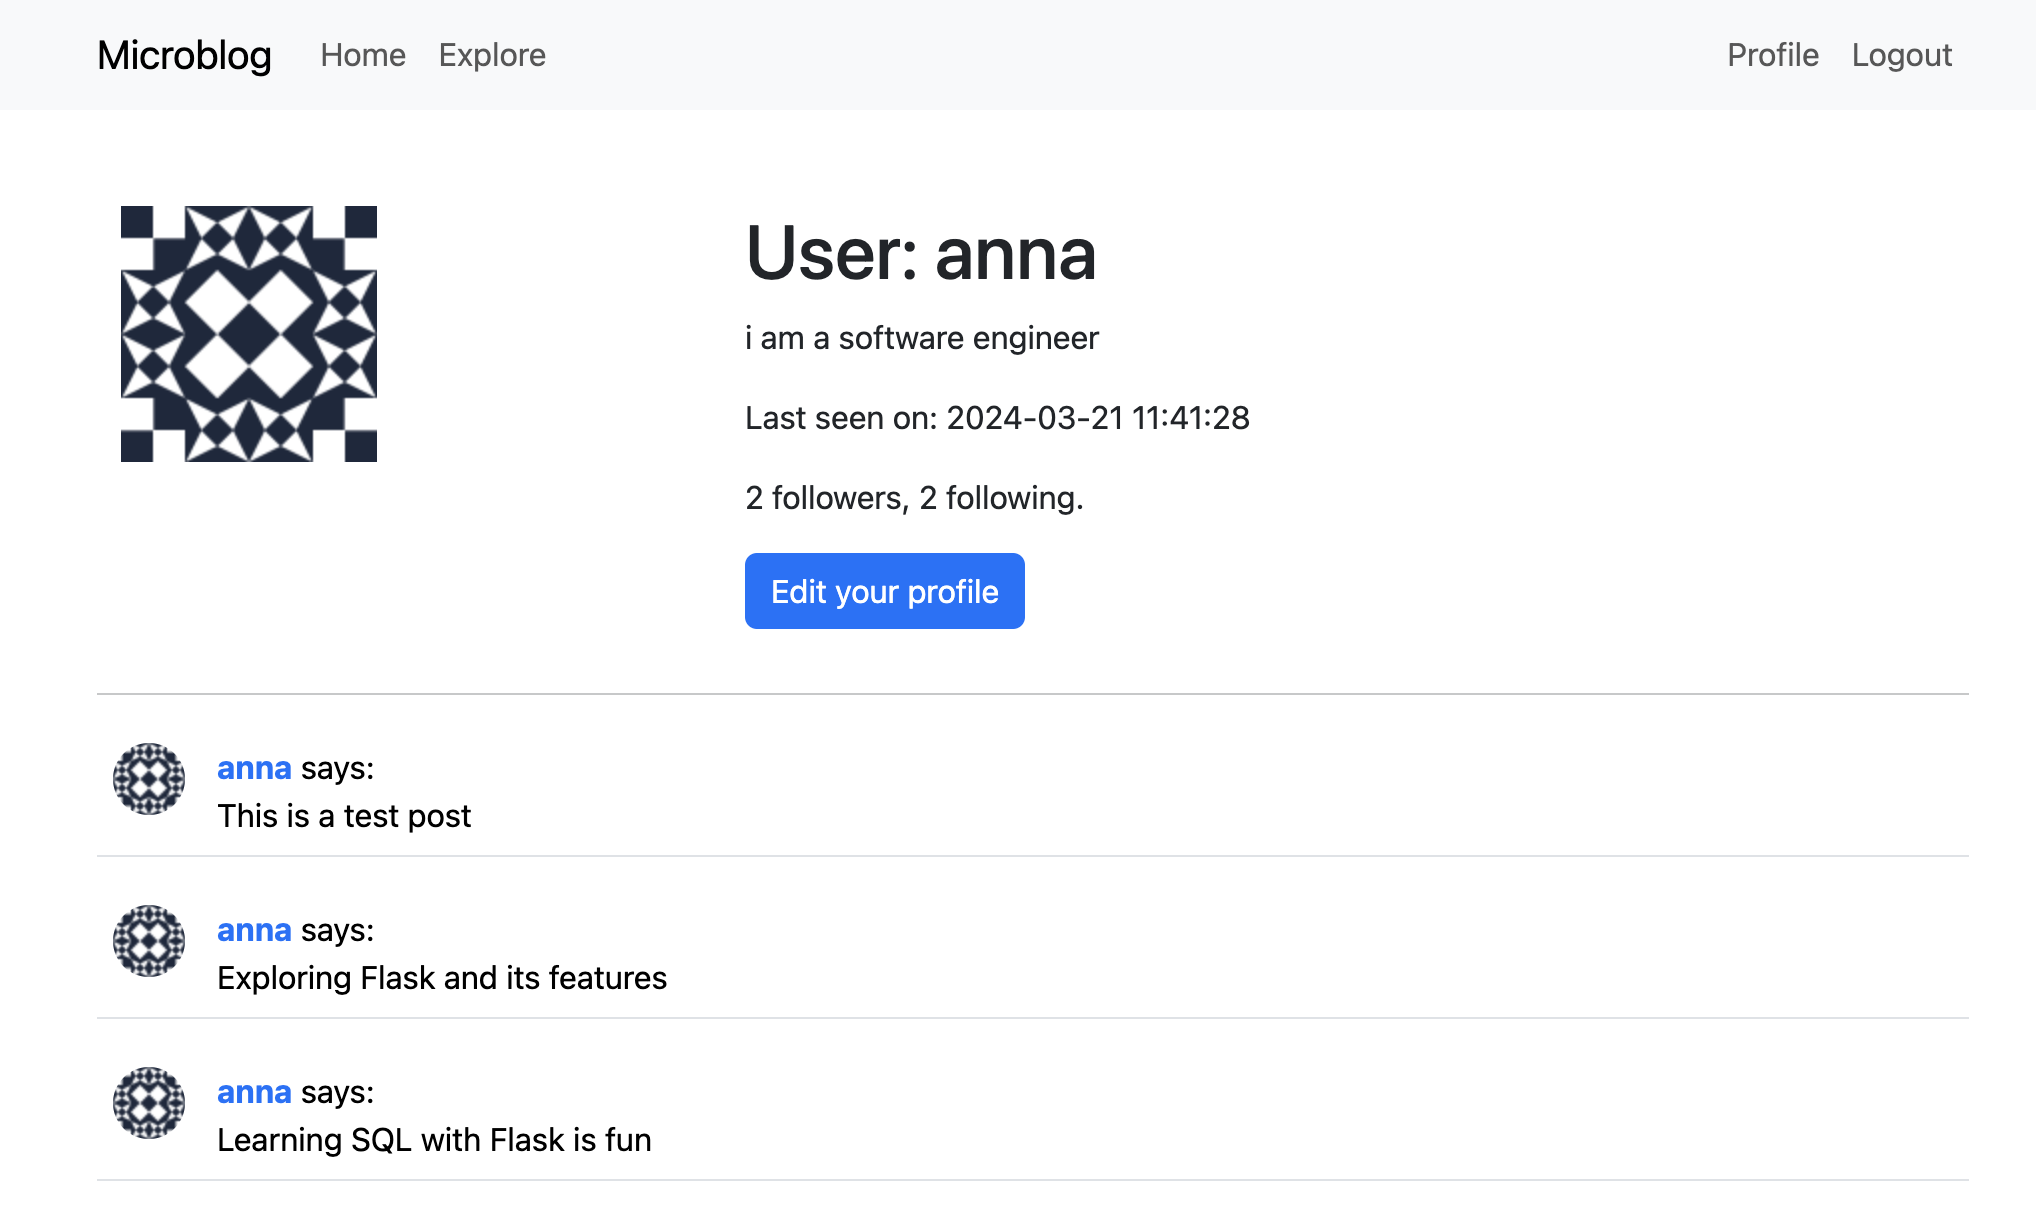 Microblog Home Explore Profile Logout
User: anna
i am a software engineer
Last seen on: 2024-03-21 11:41:28
2 followers, 2 following.
Edit your profile
anna says:
This is a test post
anna says:
Exploring Flask and its features
anna says:
Learning SQL with Flask is fun